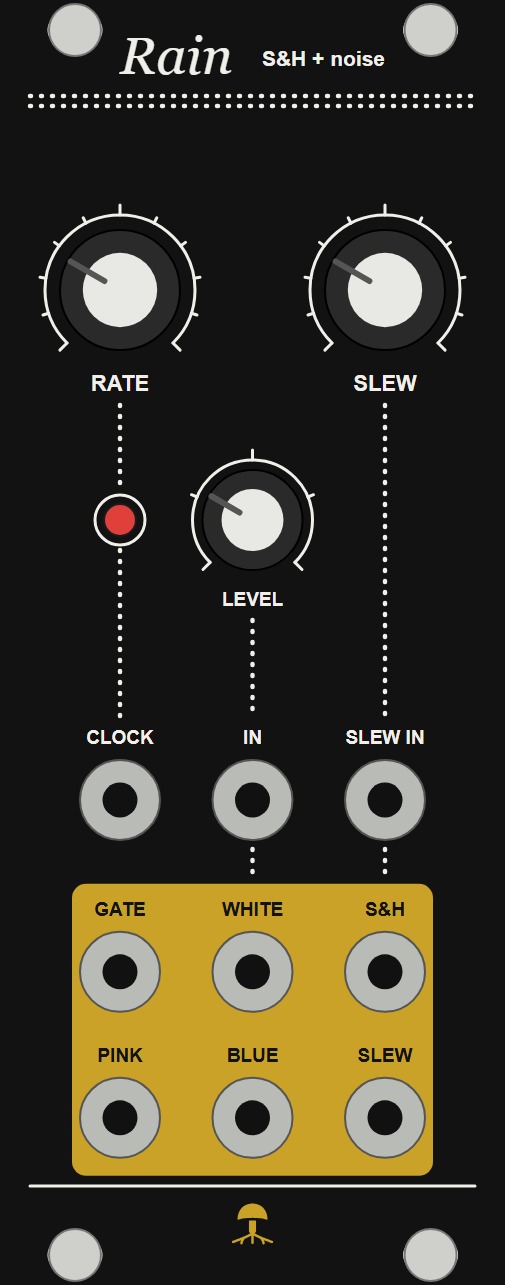 Rain S&H + noise
RATE SLEW
LEVEL
CLOCK IN SLEW IN
GATE WHITE S&H
PINK BLUE SLEW